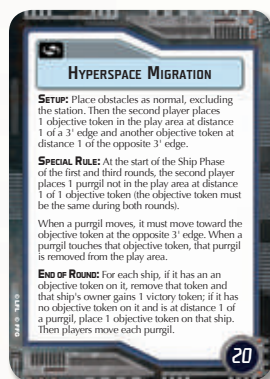 HYPERSPACE MIGRATION
SETUP: Place obstacles as normal, excluding
the station. Then the second player places
1 objective token in the play area at distance
1 of a 3' edge and another objective token at
distance 1 of the opposite 3' edge.
SPECIAL RULE: At the start of the Ship Phase
of the first and third rounds, the second player
places 1 purrgil not in the play area at distance
1 of 1 objective token (the objective token must
be the same during both rounds).
When a purrgil moves, it must move toward the
objective token at the opposite 3' edge. When a
purrgil touches that objective token, that purrgil
is removed from the play area.
END OF ROUND: For each ship, if it has an an
objective token on it, remove that token and
that ship's owner gains 1 victory token; if it has
no objective token on it and is at distance 1 of
a purrgil, place 1 objective token on that ship.
Then players move each purrgil.
© LFL © FFG
20